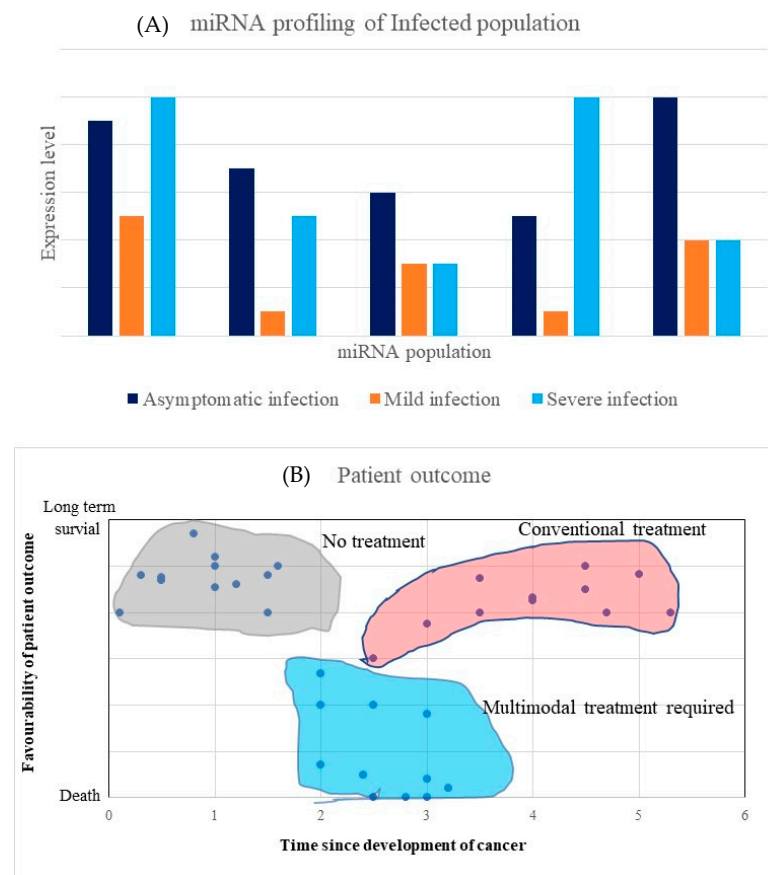 (A) miRNA profiling of Infected population
Expression level
miRNA population
Asymptomatic infection Mild infection Severe infection
(B) Patient outcome
Long term
survial
No treatment
Conventional treatment
Favourability of patient outcome
Multimodal treatment required
Death
0 1 2 3 4 5 6
Time since development of cancer